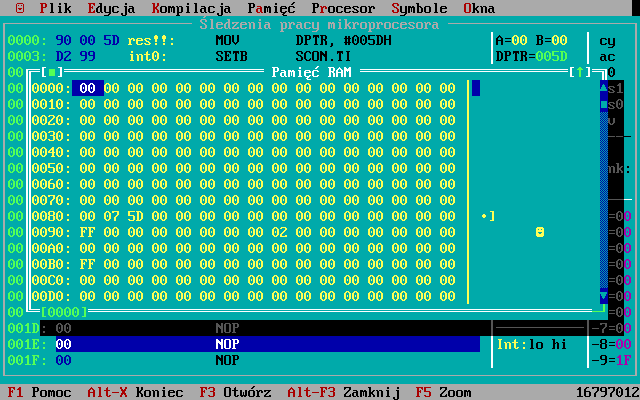 Plik Edycja Kompilacja Pamięć Procesor Symbole Okna
Śledzenia pracy mikroprocesora
0000: 90 00 5D res!!: MOV DPTR, #005DH A=00 B=00 cy
0003: D2 99 int0: SETB SCON.TI DPTR=005D ac
00 [■] Pamięć RAM [↑] 0
00 0000: 00 00 00 00 00 00 00 00 00 00 00 00 00 00 00 00 s1
00 0010: 00 00 00 00 00 00 00 00 00 00 00 00 00 00 00 00 s0
00 0020: 00 00 00 00 00 00 00 00 00 00 00 00 00 00 00 00 v
00 0030: 00 00 00 00 00 00 00 00 00 00 00 00 00 00 00 00
00 0040: 00 00 00 00 00 00 00 00 00 00 00 00 00 00 00 00
00 0050: 00 00 00 00 00 00 00 00 00 00 00 00 00 00 00 00 nk:
00 0060: 00 00 00 00 00 00 00 00 00 00 00 00 00 00 00 00
00 0070: 00 00 00 00 00 00 00 00 00 00 00 00 00 00 00 00
00 0080: 00 07 5D 00 00 00 00 00 00 00 00 00 00 00 00 00 •] =00
00 0090: FF 00 00 00 00 00 00 00 02 00 00 00 00 00 00 00 =00
00 00A0: 00 00 00 00 00 00 00 00 00 00 00 00 00 00 00 00 =00
00 00B0: FF 00 00 00 00 00 00 00 00 00 00 00 00 00 00 00 =00
00 00C0: 00 00 00 00 00 00 00 00 00 00 00 00 00 00 00 00 =00
00 00D0: 00 00 00 00 00 00 00 00 00 00 00 00 00 00 00 00 =00
00 [0000] =00
001D: 00 NOP -7=00
001E: 00 NOP Int:lo hi -8=00
001F: 00 NOP -9=1F
F1 Pomoc Alt-X Koniec F3 Otwórz Alt-F3 Zamknij F5 Zoom 16797012